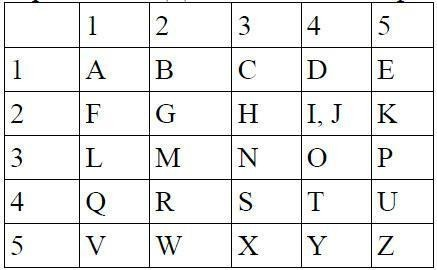 1 2 3 4 5
1 A B C D E
2 F G H I, J K
3 L M N O P
4 Q R S T U
5 V W X Y Z